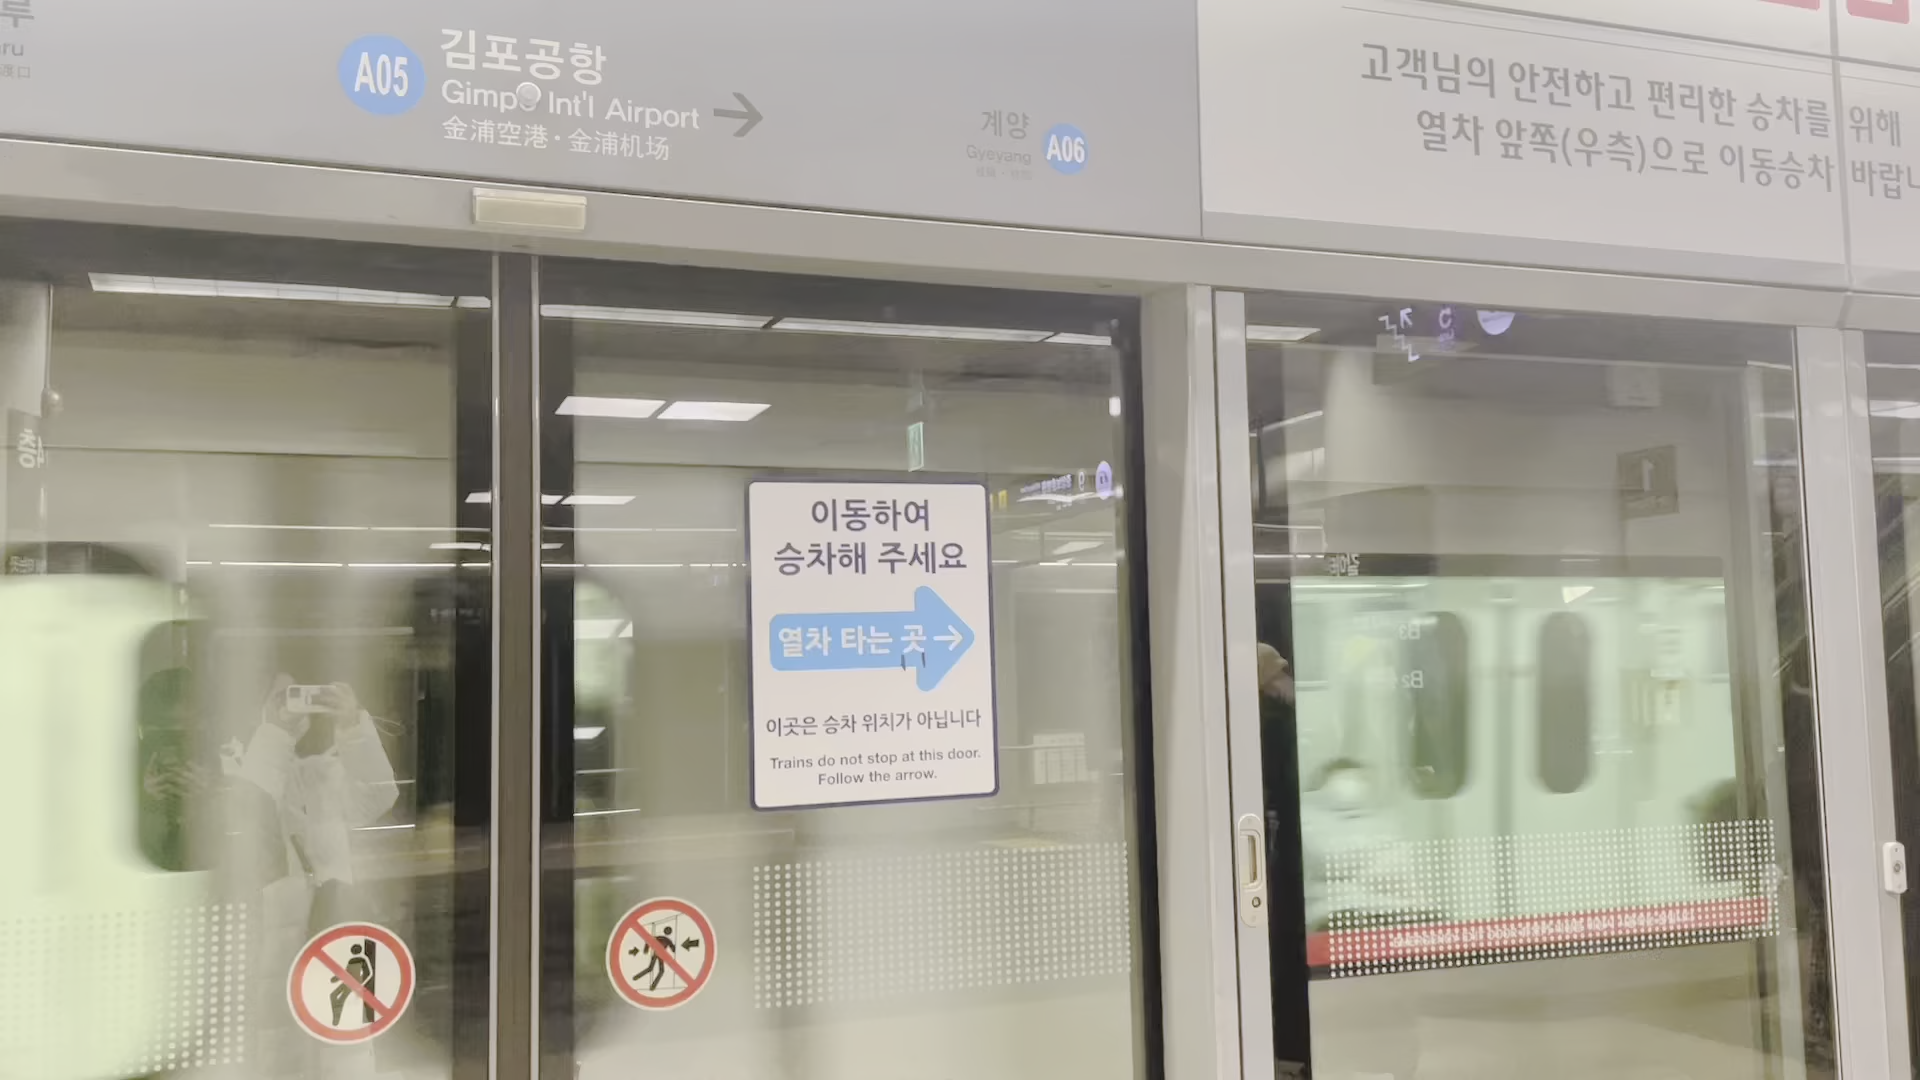 루
ru
渡口
A05
김포공항
Gimpo Int'l Airport
金浦空港·金浦机场
계양
Gyeyang
A06
고객님의 안전하고 편리한 승차를 위해
열차 앞쪽(우측)으로 이동승차
이동하여
승차해 주세요
열차 타는 곳
이곳은 승차 위치가 아닙니다
Trains do not stop at this door.
Follow the arrow.